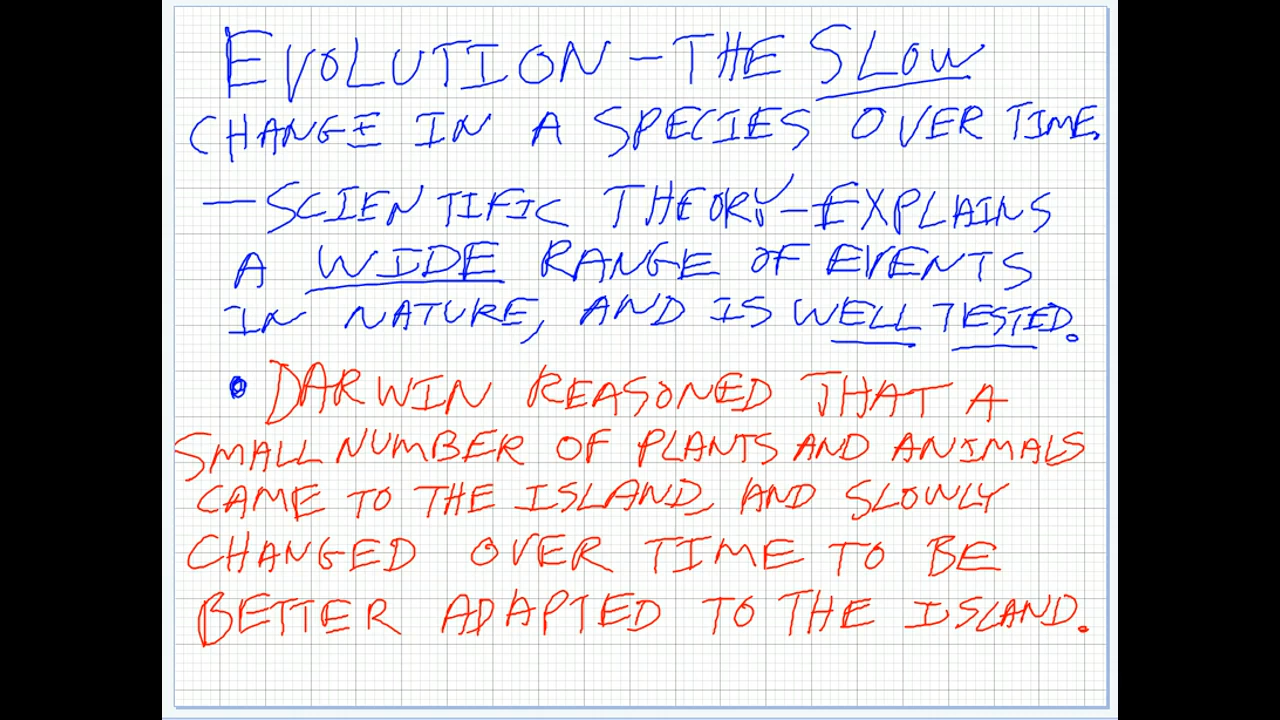 EVOLUTION - THE SLOW
CHANGE IN A SPECIES OVER TIME.
- SCIENTIFIC THEORY - EXPLAINS
A WIDE RANGE OF EVENTS
IN NATURE, AND IS WELL TESTED.
• DARWIN REASONED THAT A
SMALL NUMBER OF PLANTS AND ANIMALS
CAME TO THE ISLAND, AND SLOWLY
CHANGED OVER TIME TO BE
BETTER ADAPTED TO THE ISLAND.